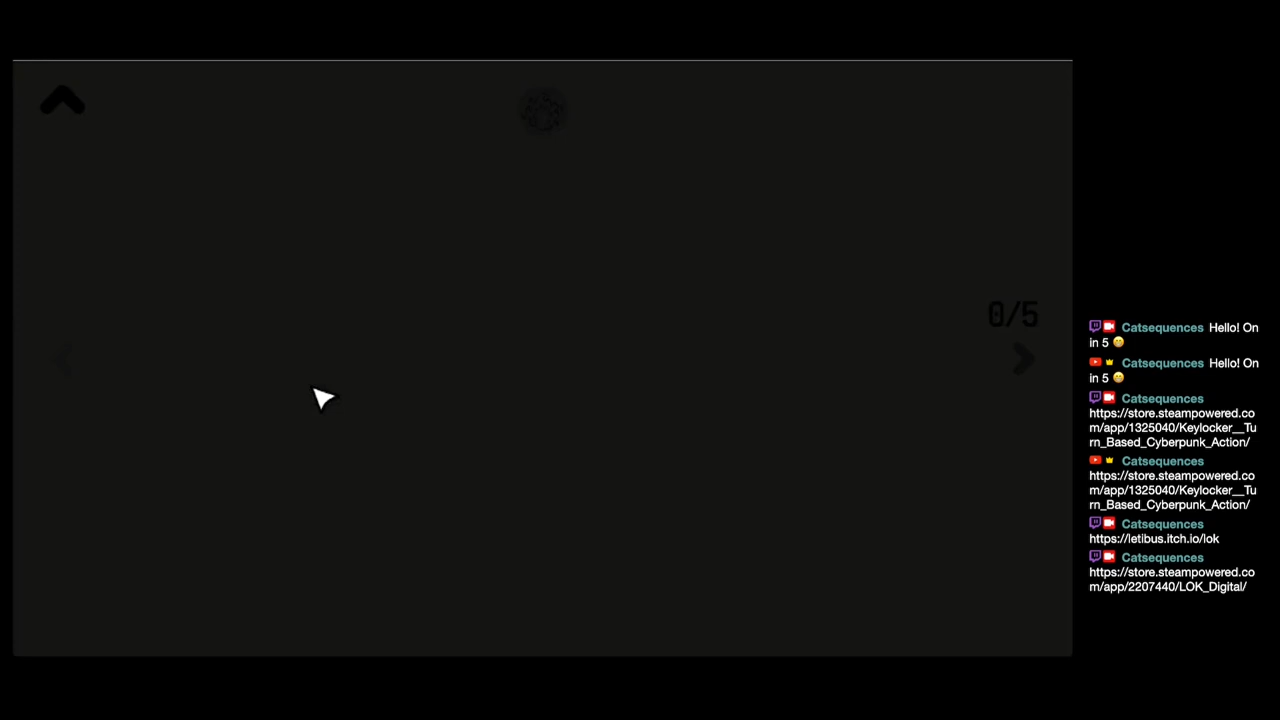 0/5
Catsequences Hello! On
in 5
Catsequences Hello! On
in 5
Catsequences
https://store.steampowered.co
m/app/1325040/Keylocker__Tu
rn_Based_Cyberpunk_Action/
Catsequences
https://store.steampowered.co
m/app/1325040/Keylocker__Tu
rn_Based_Cyberpunk_Action/
Catsequences
https://letibus.itch.io/lok
Catsequences
https://store.steampowered.co
m/app/2207440/LOK_Digital/